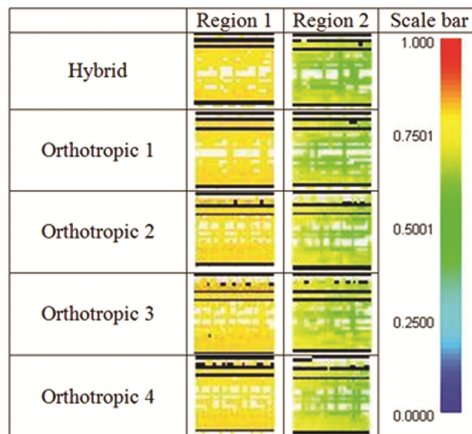 Region 1 Region 2 Scale bar
Hybrid
Orthotropic 1
Orthotropic 2
Orthotropic 3
Orthotropic 4
1.000
0.7501
0.5001
0.2500
0.0000